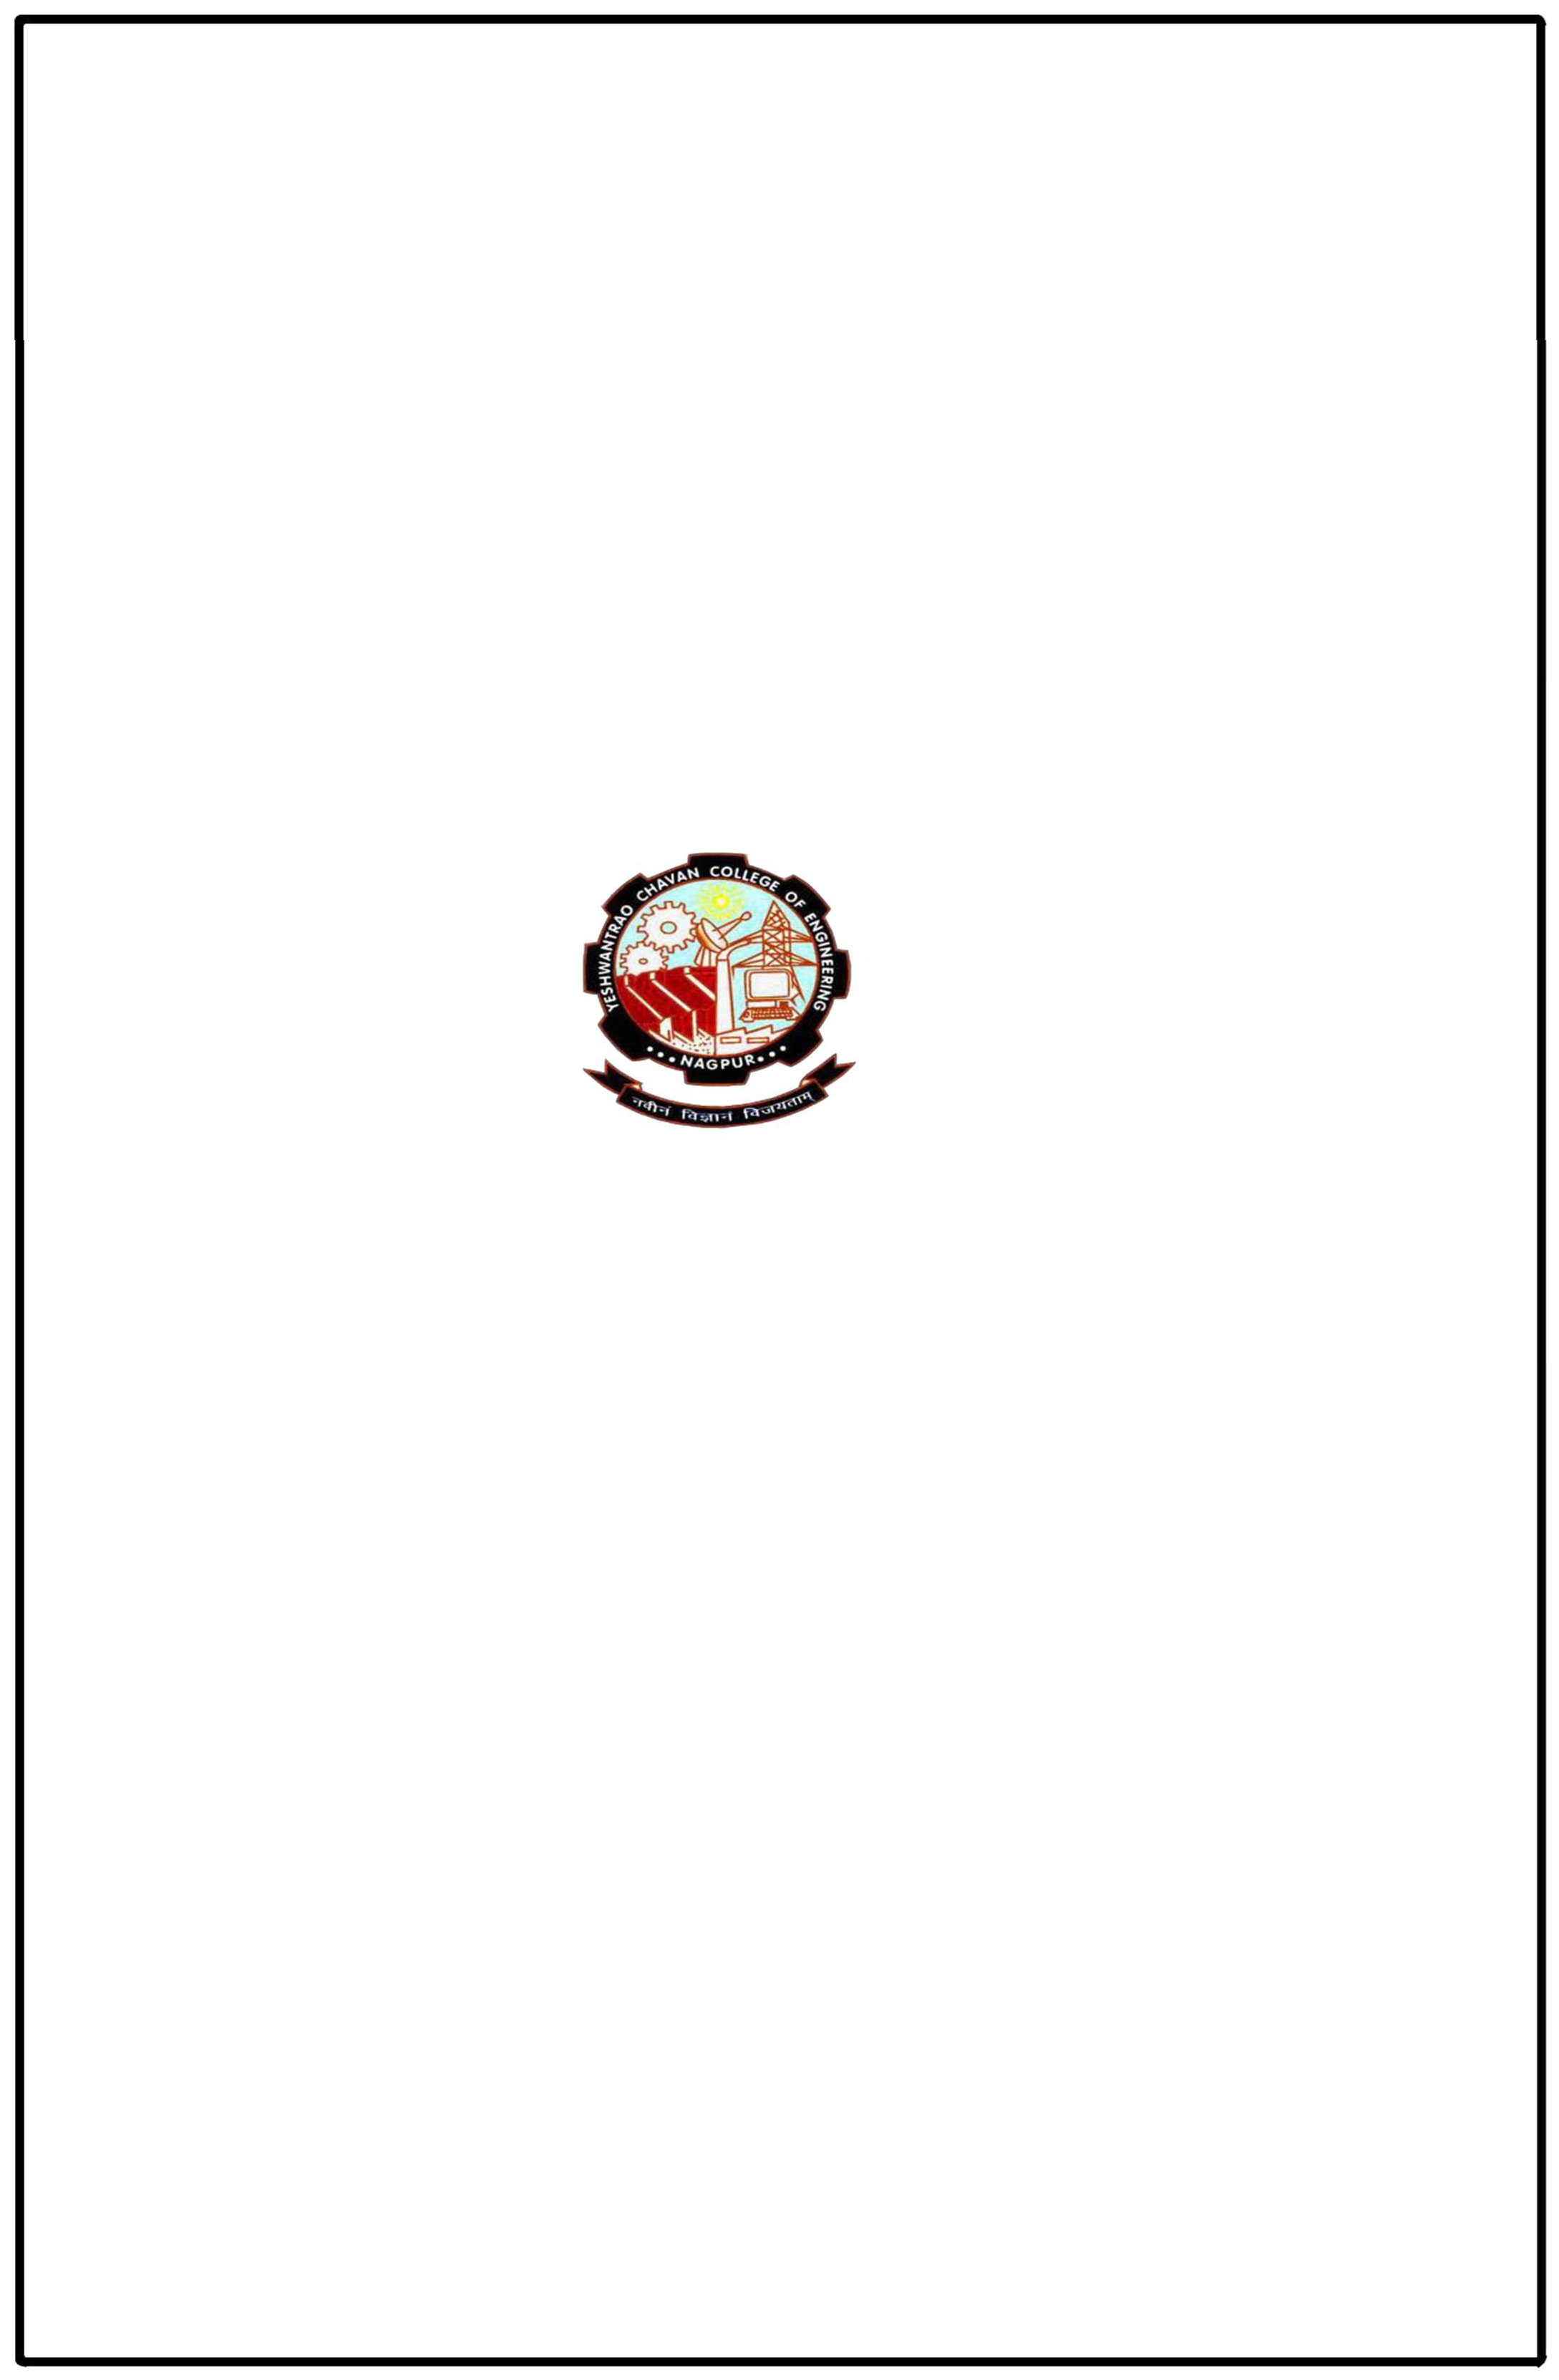 YESHWANTRAO CHAVAN COLLEGE OF ENGINEERING
NAGPUR
नवीनं विज्ञानं विजयताम्